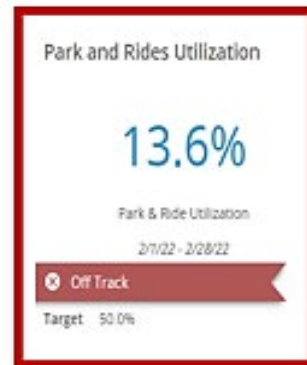 Park and Rides Utilization
13.6%
Park & Ride Utilization
2/1/22 - 2/28/22
Off Track
Target 50.0%